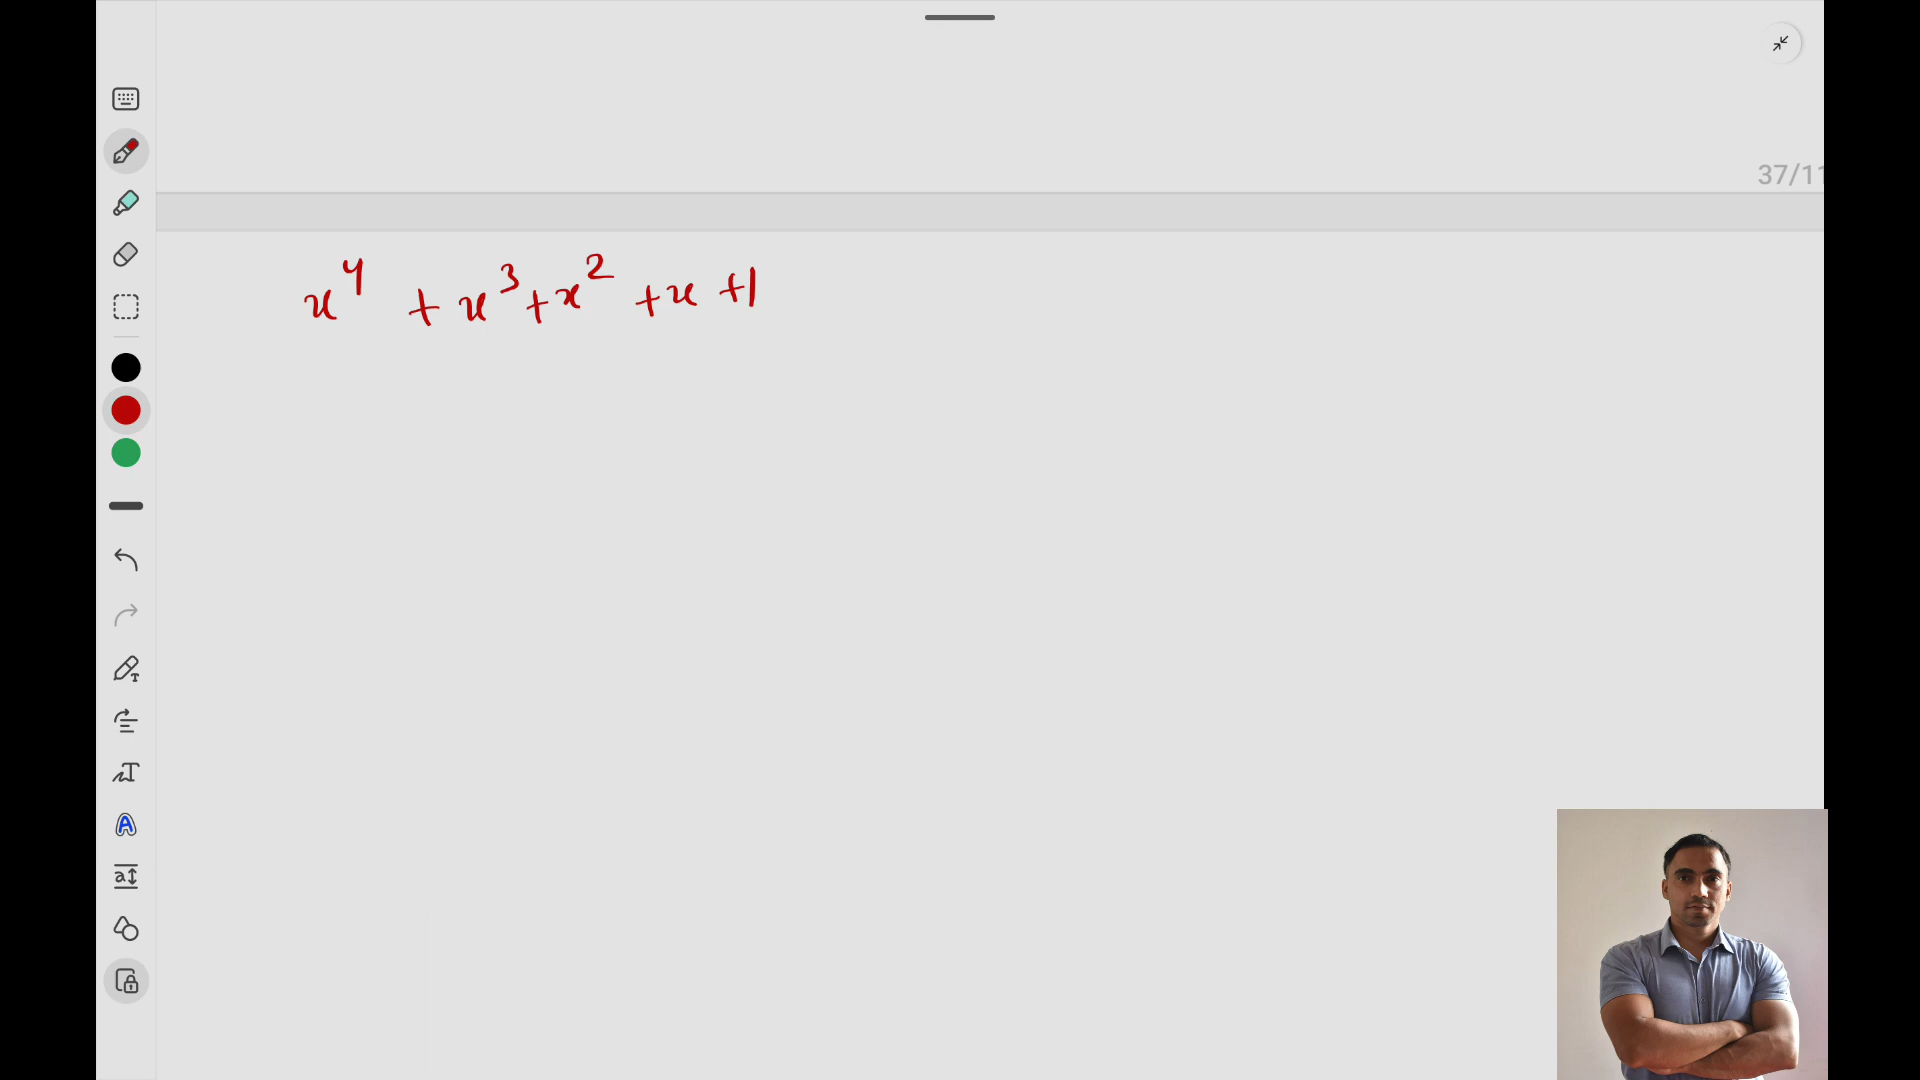 37/11
x⁴ + x³ + x² + x + 1